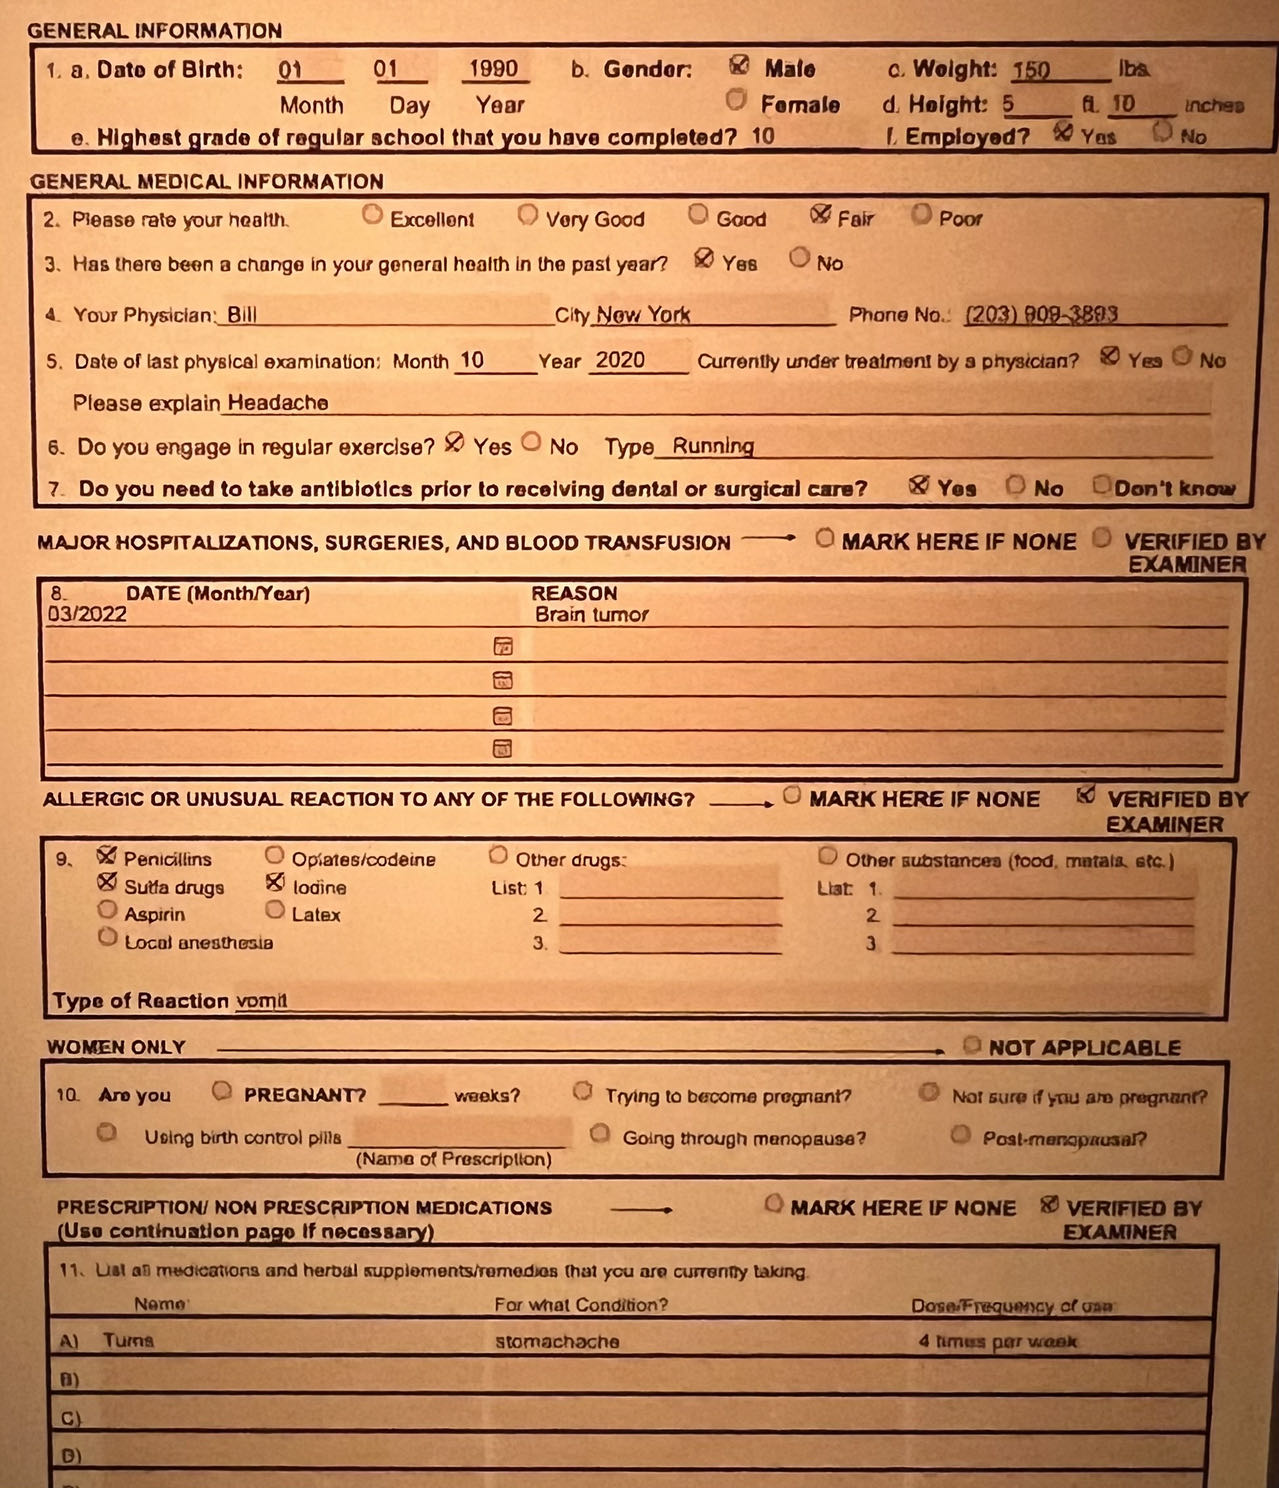 GENERAL INFORMATION
1. a. Date of Birth: 01 01 1990 b. Gender: Male c. Weight: 150 lbs.
Month Day Year Female d. Height: 5 ft. 10 inches
e. Highest grade of regular school that you have completed? 10 f. Employed? Yes No
GENERAL MEDICAL INFORMATION
2. Please rate your health. Excellent Very Good Good Fair Poor
3. Has there been a change in your general health in the past year? Yes No
4. Your Physician: Bill City New York Phone No.: (203) 909-3893
5. Date of last physical examination: Month 10 Year 2020 Currently under treatment by a physician? Yes No
Please explain Headache
6. Do you engage in regular exercise? Yes No Type Running
7. Do you need to take antibiotics prior to receiving dental or surgical care? Yes No Don't know
MAJOR HOSPITALIZATIONS, SURGERIES, AND BLOOD TRANSFUSION MARK HERE IF NONE VERIFIED BY
EXAMINER
8. DATE (Month/Year) REASON
03/2022 Brain tumor
ALLERGIC OR UNUSUAL REACTION TO ANY OF THE FOLLOWING? MARK HERE IF NONE VERIFIED BY
EXAMINER
9. Penicillins Opiates/codeine Other drugs: Other substances (food, metals, etc.)
Sulfa drugs Iodine List: 1. List: 1.
Aspirin Latex 2. 2.
Local anesthesia 3. 3.
Type of Reaction vomit
WOMEN ONLY NOT APPLICABLE
10. Are you PREGNANT? weeks? Trying to become pregnant? Not sure if you are pregnant?
Using birth control pills Going through menopause? Post-menopausal?
(Name of Prescription)
PRESCRIPTION/ NON PRESCRIPTION MEDICATIONS MARK HERE IF NONE VERIFIED BY
(Use continuation page if necessary) EXAMINER
11. List all medications and herbal supplements/remedies that you are currently taking.
Name For what Condition? Dose/Frequency of use
A) Tums stomachache 4 times per week
B)
C)
D)